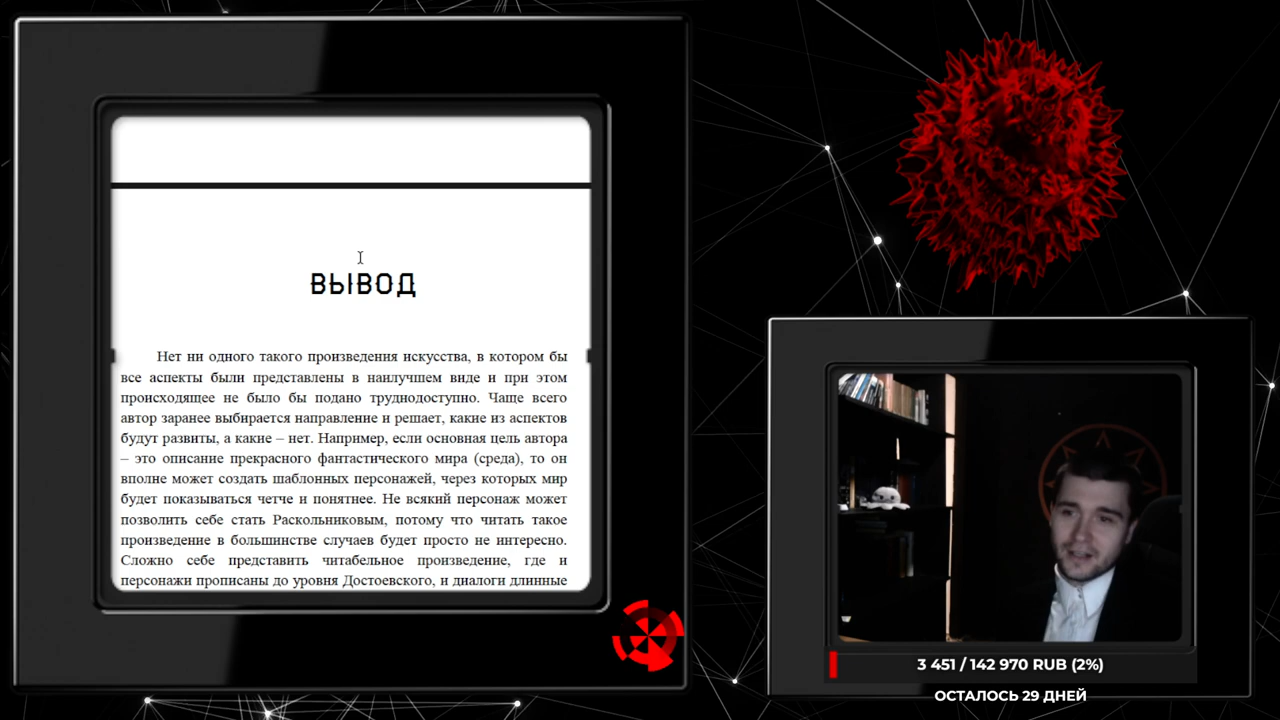 ВЫВОД
Нет ни одного такого произведения искусства, в котором бы
все аспекты были представлены в наилучшем виде и при этом
происходящее не было бы подано труднодоступно. Чаще всего
автор заранее выбирается направление и решает, какие из аспектов
будут развиты, а какие – нет. Например, если основная цель автора
– это описание прекрасного фантастического мира (среда), то он
вполне может создать шаблонных персонажей, через которых мир
будет показываться четче и понятнее. Не всякий персонаж может
позволить себе стать Раскольниковым, потому что читать такое
произведение в большинстве случаев будет просто не интересно.
Сложно себе представить читабельное произведение, где и
персонажи прописаны до уровня Достоевского, и диалоги длинные
3 451 / 142 970 RUB (2%)
ОСТАЛОСЬ 29 ДНЕЙ